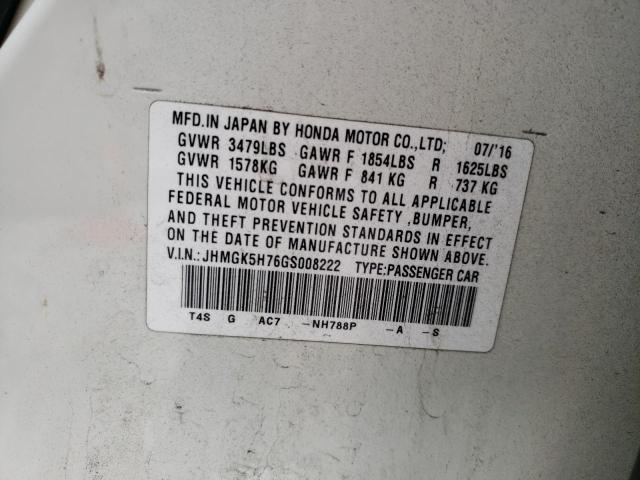 MFD.IN JAPAN BY HONDA MOTOR CO.,LTD; 07/'16
GVWR 3479LBS GAWR F 1854LBS R 1625LBS
GVWR 1578KG GAWR F 841 KG R 737 KG
THIS VEHICLE CONFORMS TO ALL APPLICABLE
FEDERAL MOTOR VEHICLE SAFETY ,BUMPER,
AND THEFT PREVENTION STANDARDS IN EFFECT
ON THE DATE OF MANUFACTURE SHOWN ABOVE.
V.I.N.: JHMGK5H76GS008222 TYPE:PASSENGER CAR
T4S G AC7 -NH788P -A -S